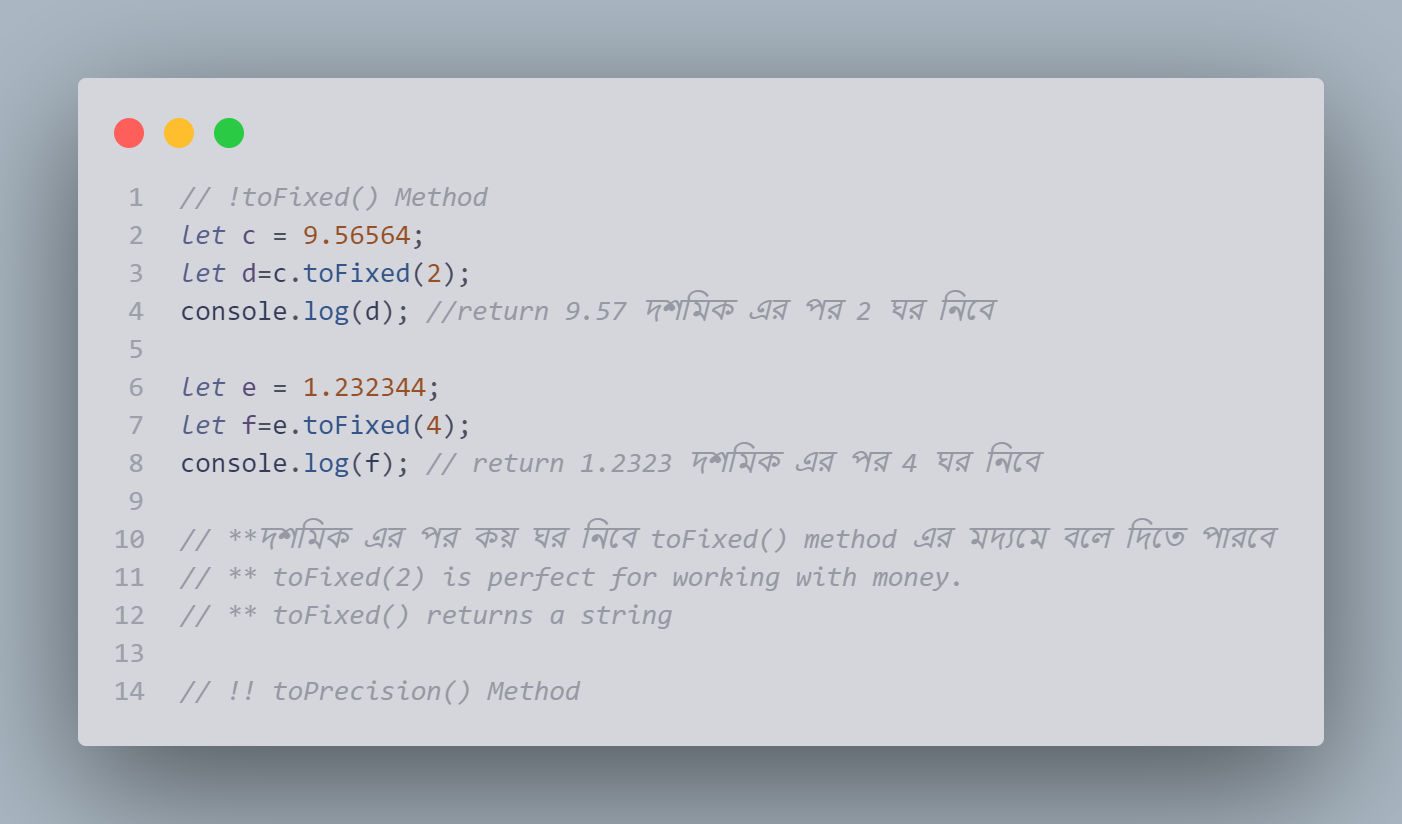 1 // !toFixed() Method
2 let c = 9.56564;
3 let d=c.toFixed(2);
4 console.log(d); //return 9.57 দশমিক এর পর 2 ঘর নিবে
5
6 let e = 1.232344;
7 let f=e.toFixed(4);
8 console.log(f); // return 1.2323 দশমিক এর পর 4 ঘর নিবে
9
10 // **দশমিক এর পর কয় ঘর নিবে toFixed() method এর মদ্যমে বলে দিতে পারবে
11 // ** toFixed(2) is perfect for working with money.
12 // ** toFixed() returns a string
13
14 // !! toPrecision() Method